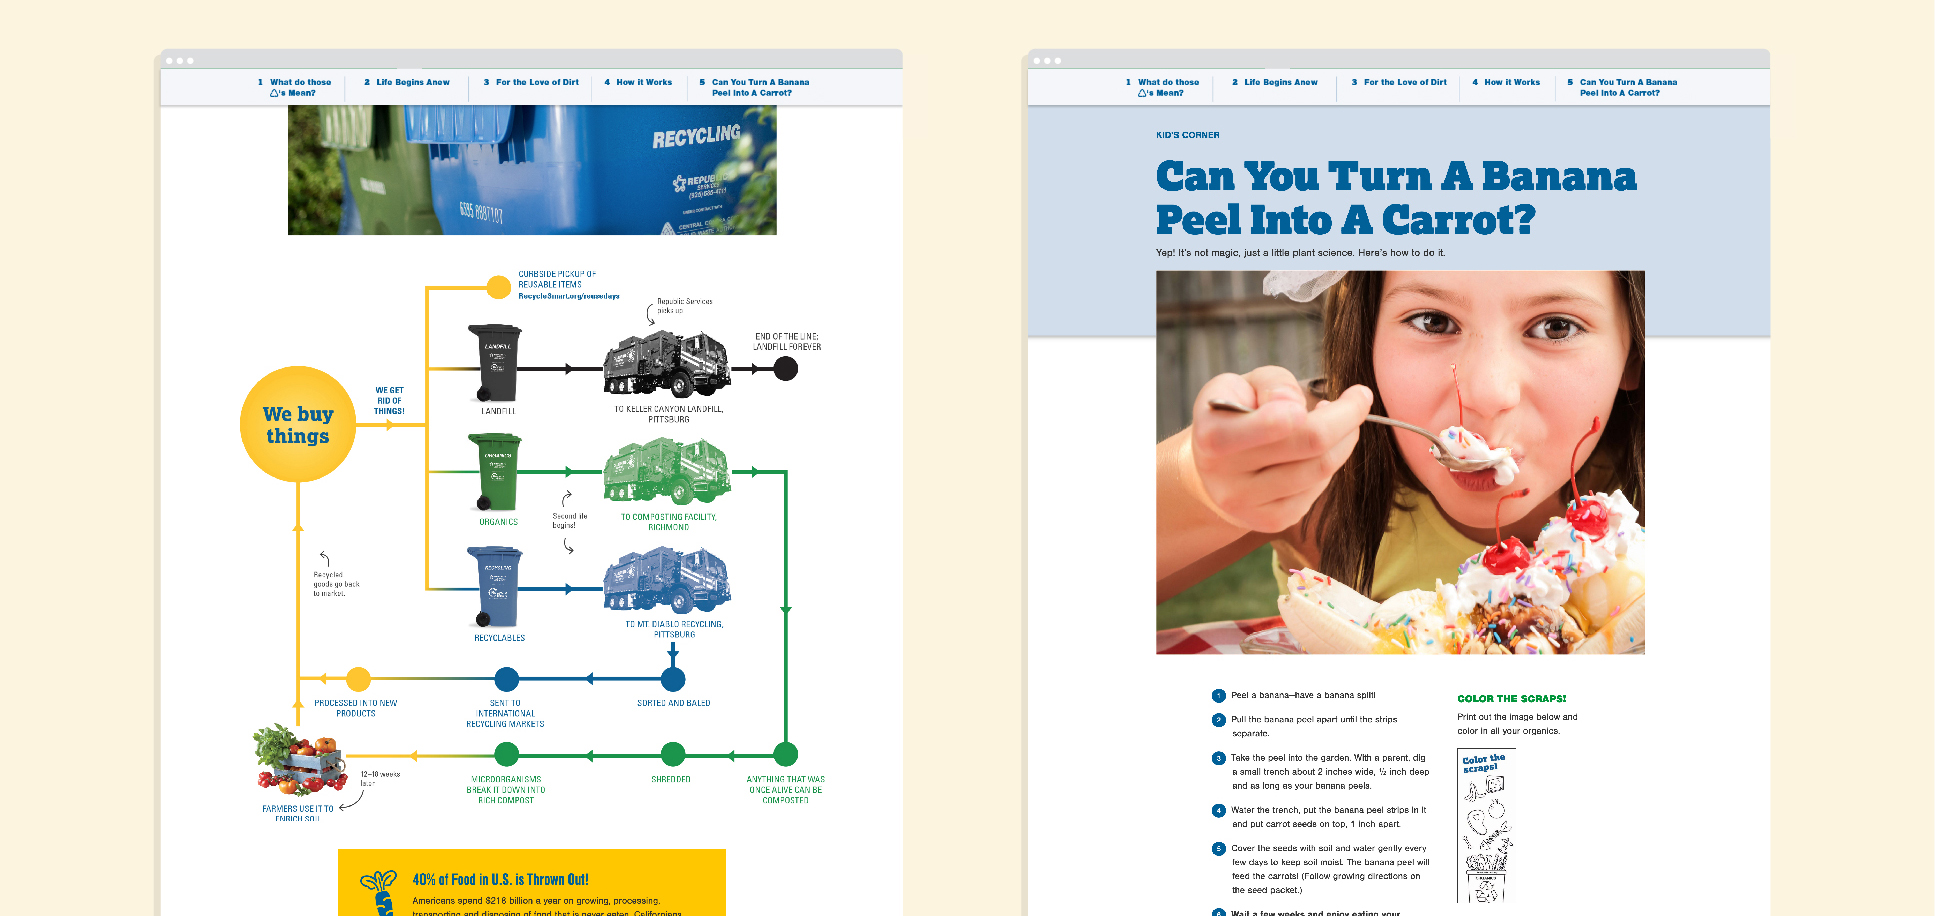 1 What do those
△'s Mean?
2 Life Begins Anew
3 For the Love of Dirt
4 How it Works
5 Can You Turn A Banana
Peel Into A Carrot?
RECYCLING
REPUBLIC
SERVICES
CURBSIDE PICKUP OF
REUSABLE ITEMS
RecycleSmart.org/reusedays
Republic Services
picks up
END OF THE LINE:
LANDFILL FOREVER
LANDFILL
LANDFILL
TO KELLER CANYON LANDFILL,
PITTSBURG
WE GET
RID OF
THINGS!
We buy
things
ORGANICS
ORGANICS
Second life
begins!
TO COMPOSTING FACILITY,
RICHMOND
Recycled
goods go back
to market.
RECYCLING
RECYCLABLES
TO MT. DIABLO RECYCLING,
PITTSBURG
PROCESSED INTO NEW
PRODUCTS
SENT TO
INTERNATIONAL
RECYCLING MARKETS
SORTED AND BALED
12–18 weeks
later
FARMERS USE IT TO
ENRICH SOIL
MICROORGANISMS
BREAK IT DOWN INTO
RICH COMPOST
SHREDDED
ANYTHING THAT WAS
ONCE ALIVE CAN BE
COMPOSTED
40% of Food in U.S. is Thrown Out!
Americans spend $218 billion a year on growing, processing,
transporting and disposing of food that is never eaten. Californians
1 What do those
△'s Mean?
2 Life Begins Anew
3 For the Love of Dirt
4 How it Works
5 Can You Turn A Banana
Peel Into A Carrot?
KID'S CORNER
Can You Turn A Banana
Peel Into A Carrot?
Yep! It's not magic, just a little plant science. Here's how to do it.
1 Peel a banana—have a banana split!
2 Pull the banana peel apart until the strips
separate.
3 Take the peel into the garden. With a parent, dig
a small trench about 2 inches wide, ½ inch deep
and as long as your banana peels.
4 Water the trench, put the banana peel strips in it
and put carrot seeds on top, 1 inch apart.
5 Cover the seeds with soil and water gently every
few days to keep soil moist. The banana peel will
feed the carrots! (Follow growing directions on
the seed packet.)
6 Wait a few weeks and enjoy eating your
COLOR THE SCRAPS!
Print out the image below and
color in all your organics.
Color the
scraps!
ORGANICS